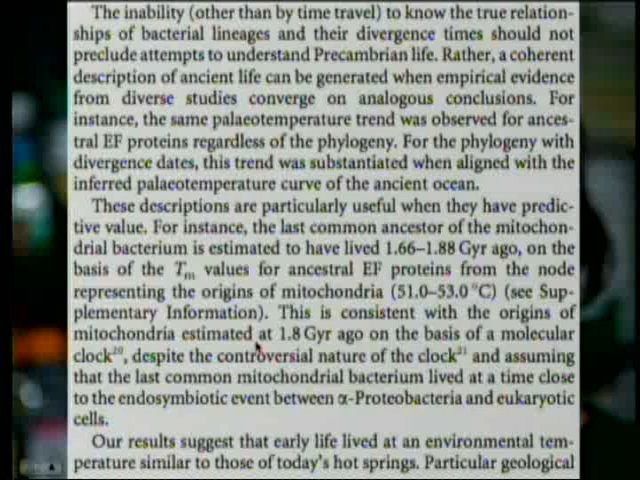 The inability (other than by time travel) to know the true relation-
ships of bacterial lineages and their divergence times should not
preclude attempts to understand Precambrian life. Rather, a coherent
description of ancient life can be generated when empirical evidence
from diverse studies converge on analogous conclusions. For
instance, the same palaeotemperature trend was observed for ances-
tral EF proteins regardless of the phylogeny. For the phylogeny with
divergence dates, this trend was substantiated when aligned with the
inferred palaeotemperature curve of the ancient ocean.
These descriptions are particularly useful when they have predic-
tive value. For instance, the last common ancestor of the mitochon-
drial bacterium is estimated to have lived 1.66–1.88 Gyr ago, on the
basis of the Tm values for ancestral EF proteins from the node
representing the origins of mitochondria (51.0–53.0 °C) (see Sup-
plementary Information). This is consistent with the origins of
mitochondria estimated at 1.8 Gyr ago on the basis of a molecular
clock20, despite the controversial nature of the clock21 and assuming
that the last common mitochondrial bacterium lived at a time close
to the endosymbiotic event between α-Proteobacteria and eukaryotic
cells.
Our results suggest that early life lived at an environmental tem-
perature similar to those of today's hot springs. Particular geological